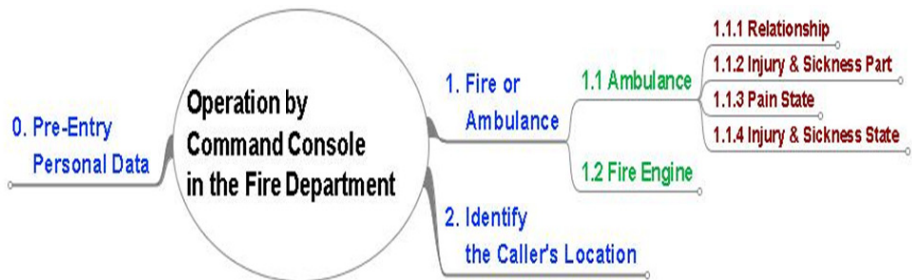 0. Pre-Entry
Personal Data
Operation by
Command Console
in the Fire Department
1. Fire or
Ambulance
1.1 Ambulance
1.1.1 Relationship
1.1.2 Injury & Sickness Part
1.1.3 Pain State
1.1.4 Injury & Sickness State
1.2 Fire Engine
2. Identify
the Caller's Location